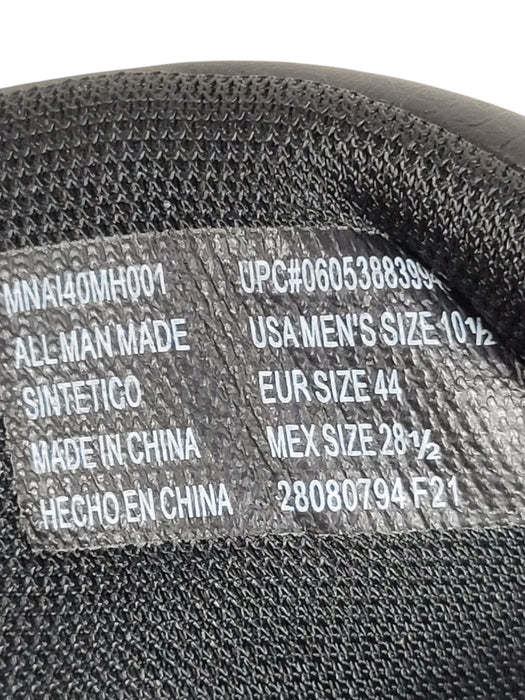 MNAI40MH001 UPC#060538839
ALL MAN MADE USA MEN'S SIZE 10½
SINTETICO EUR SIZE 44
MADE IN CHINA MEX SIZE 28½
HECHO EN CHINA 28080794 F21